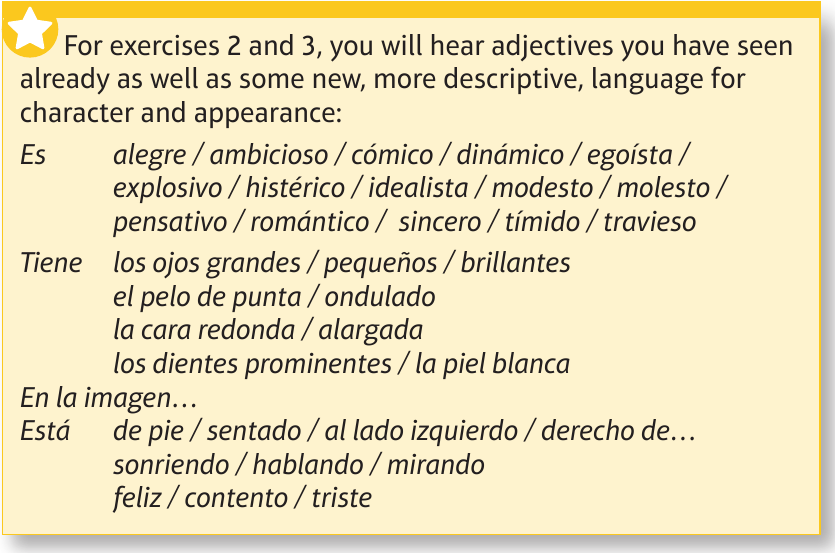 For exercises 2 and 3, you will hear adjectives you have seen
already as well as some new, more descriptive, language for
character and appearance:
Es alegre / ambicioso / cómico / dinámico / egoísta /
explosivo / histérico / idealista / modesto / molesto /
pensativo / romántico / sincero / tímido / travieso
Tiene los ojos grandes / pequeños / brillantes
el pelo de punta / ondulado
la cara redonda / alargada
los dientes prominentes / la piel blanca
En la imagen...
Está de pie / sentado / al lado izquierdo / derecho de...
sonriendo / hablando / mirando
feliz / contento / triste